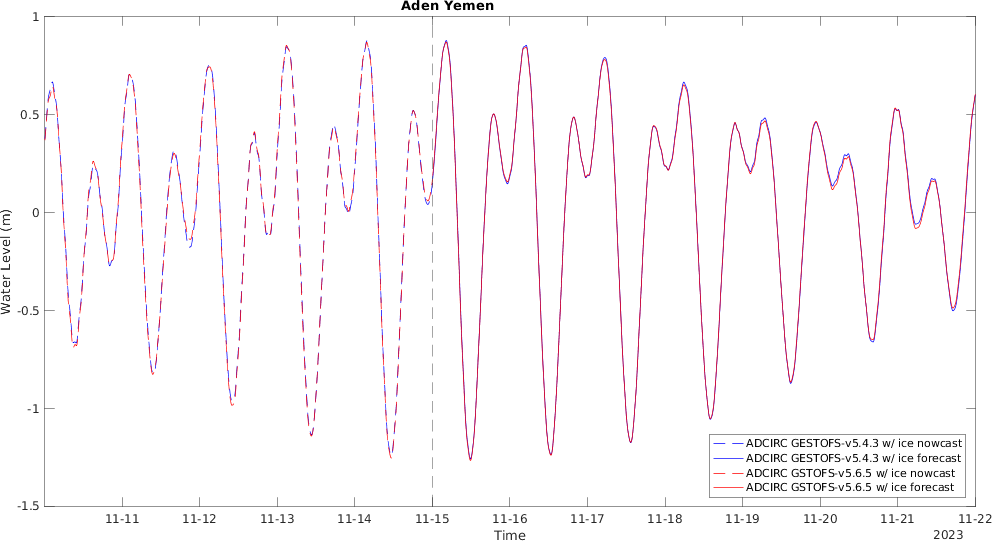 Aden Yemen
Water Level (m)
1
0.5
0
-0.5
-1
-1.5
ADCIRC GESTOFS-v5.4.3 w/ ice nowcast
ADCIRC GESTOFS-v5.4.3 w/ ice forecast
ADCIRC GSTOFS-v5.6.5 w/ ice nowcast
ADCIRC GSTOFS-v5.6.5 w/ ice forecast
11-11 11-12 11-13 11-14 11-15 11-16 11-17 11-18 11-19 11-20 11-21 11-22
Time
2023